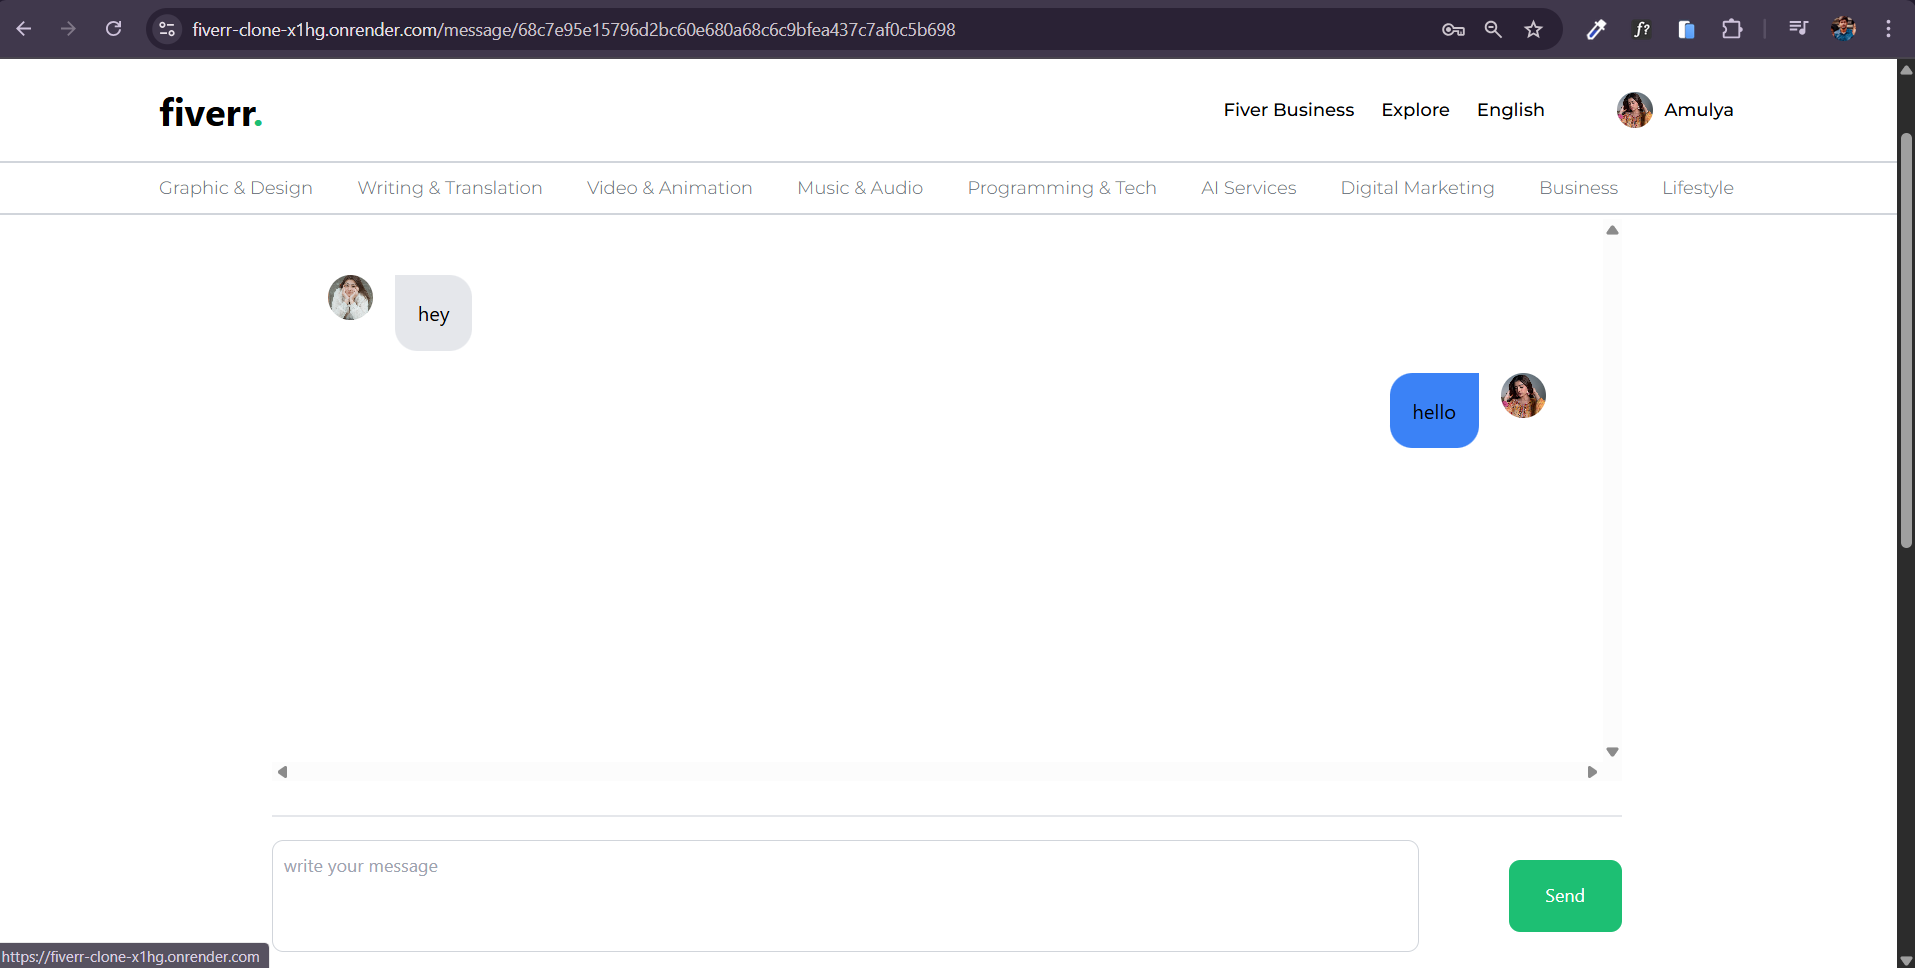 fiverr-clone-x1hg.onrender.com/message/68c7e95e15796d2bc60e680a68c6c9bfea437c7af0c5b698
f?
fiverr.
Fiver Business Explore English Amulya
Graphic & Design Writing & Translation Video & Animation Music & Audio Programming & Tech AI Services Digital Marketing Business Lifestyle
hey
hello
write your message
Send
https://fiverr-clone-x1hg.onrender.com